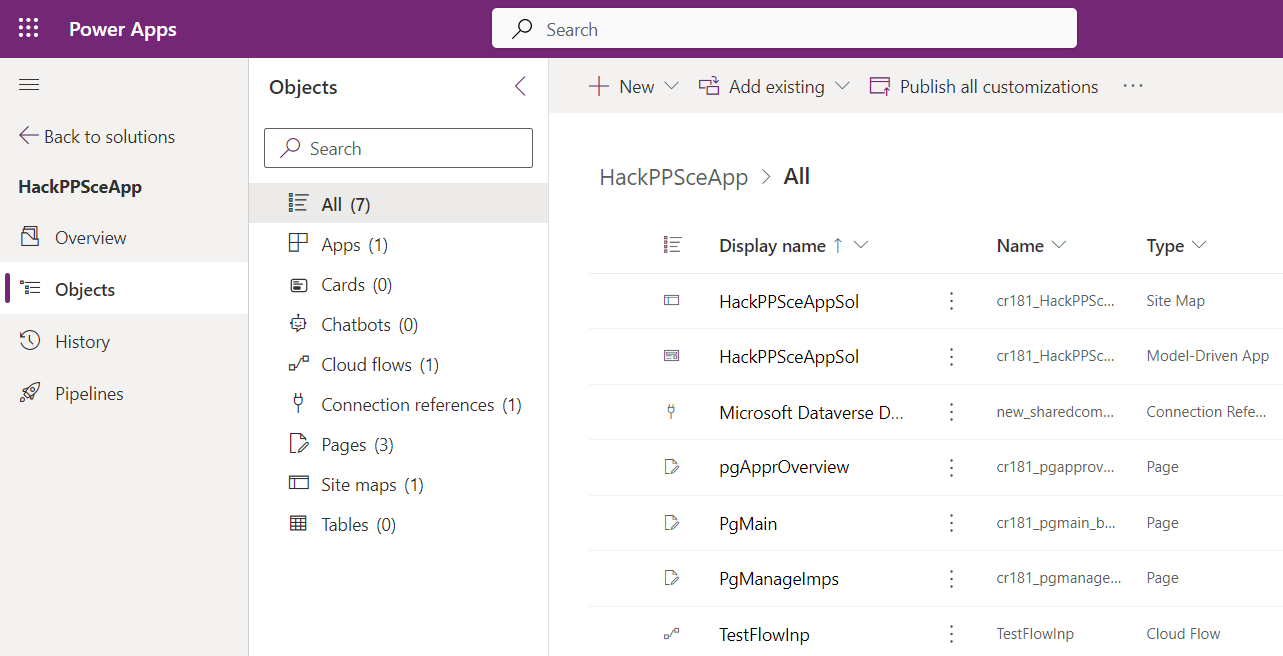 Power Apps
Search
Back to solutions
HackPPSceApp
Overview
Objects
History
Pipelines
Objects
Search
All (7)
Apps (1)
Cards (0)
Chatbots (0)
Cloud flows (1)
Connection references (1)
Pages (3)
Site maps (1)
Tables (0)
New Add existing Publish all customizations ...
HackPPSceApp > All
Display name ↑ Name Type
HackPPSceAppSol cr181_HackPPSc... Site Map
HackPPSceAppSol cr181_HackPPSc... Model-Driven App
Microsoft Dataverse D... new_sharedcom... Connection Refe...
pgApprOverview cr181_pgapprov... Page
PgMain cr181_pgmain_b... Page
PgManageImps cr181_pgmanage... Page
TestFlowInp TestFlowInp Cloud Flow